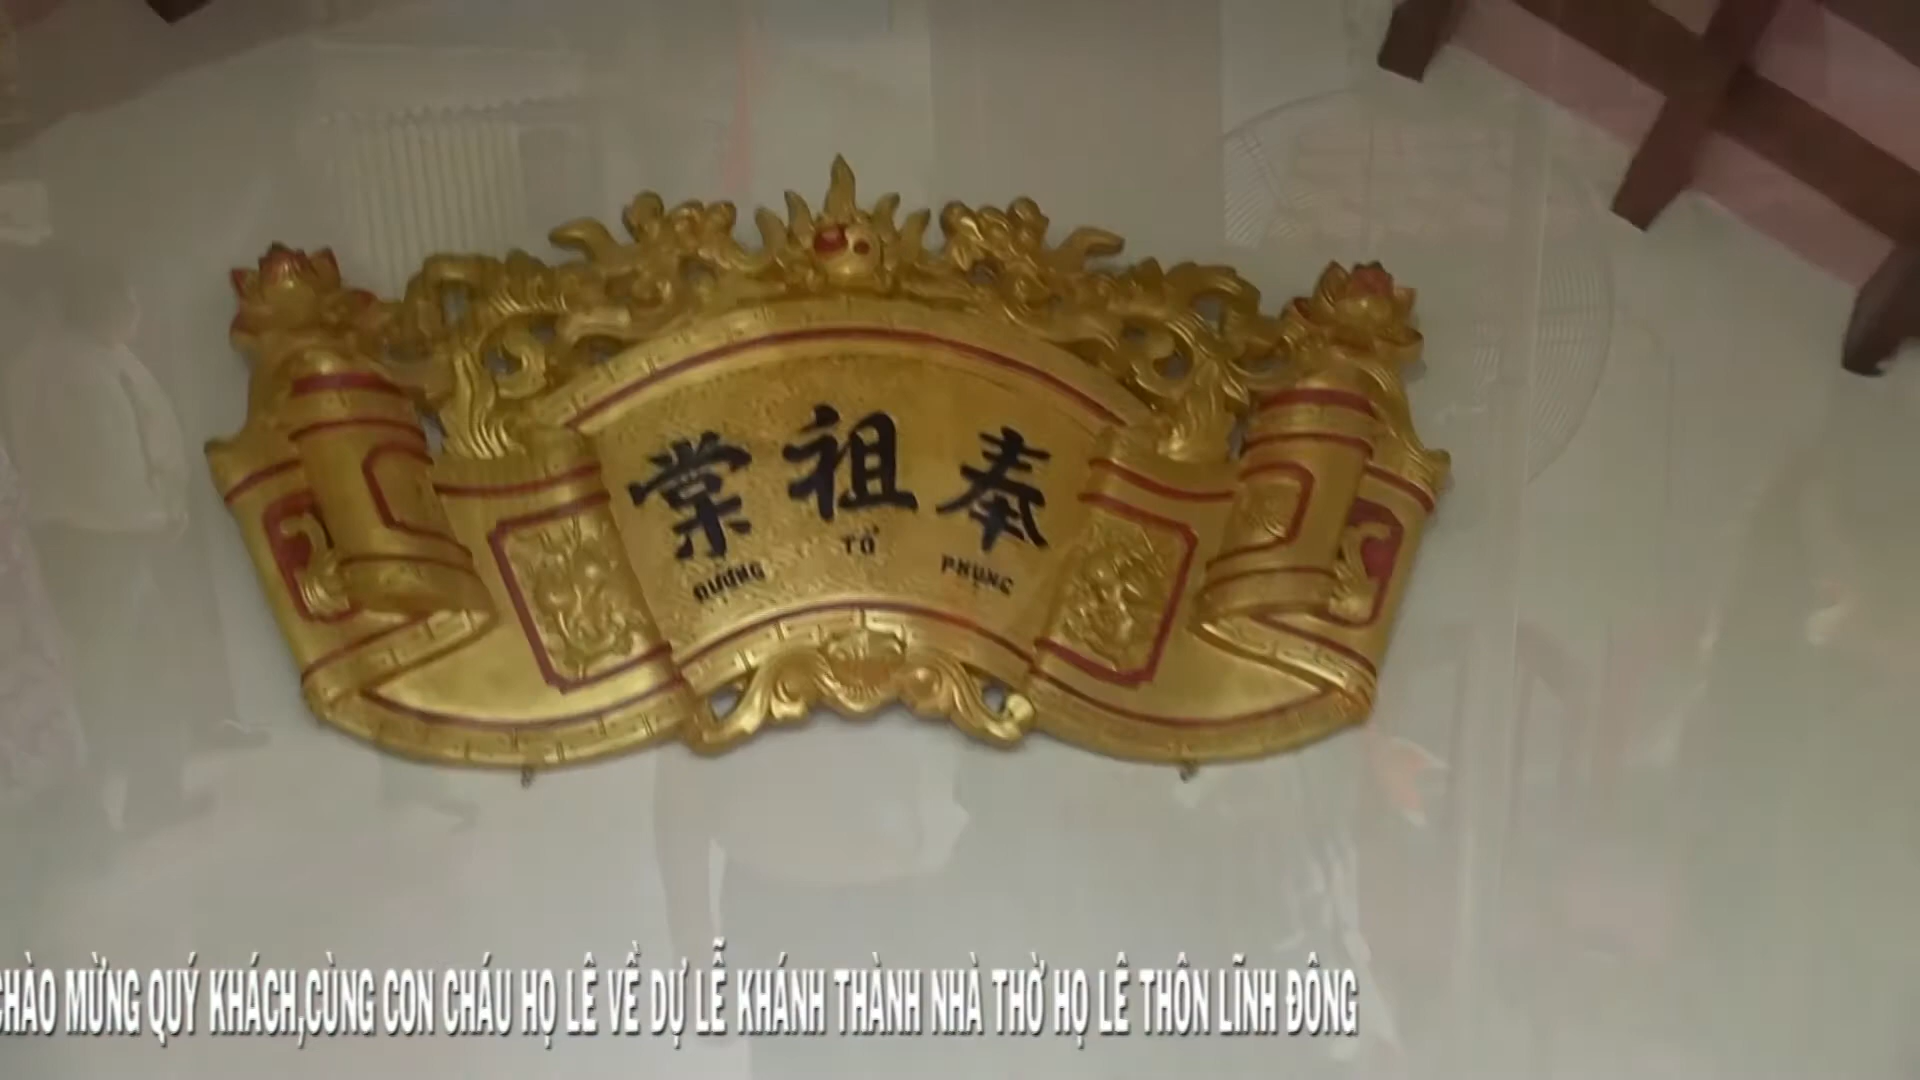 奉祖棠
PHỤNG TỔ ĐƯỜNG
CHÀO MỪNG QUÝ KHÁCH,CÙNG CON CHÁU HỌ LÊ VỀ DỰ LỄ KHÁNH THÀNH NHÀ THỜ HỌ LÊ THÔN LĨNH ĐÔNG